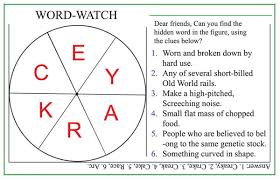 WORD-WATCH
E
Y
A
R
K
C
Dear friends, Can you find the
hidden word in the figure, using
the clues below?
1. Worn and broken down by
hard use.
2. Any of several short-billed
Old World rails.
3. Make a high-pitched,
Screeching noise.
4. Small flat mass of chopped
food.
5. People who are believed to bel
-ong to the same genetic stock.
6. Something curved in shape.
Answer: 1. Creaky, 2. Crake, 3. Creak, 4. Cake, 5. Race, 6. Arc.